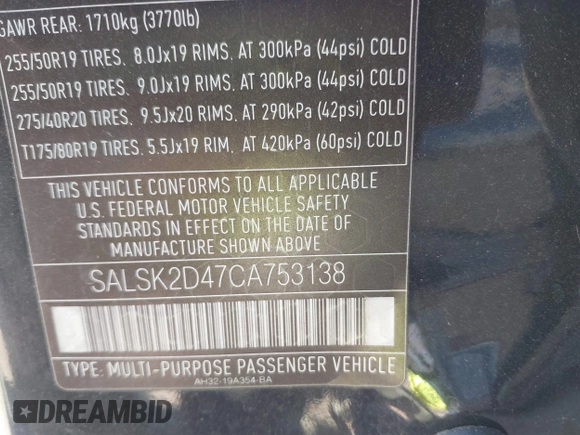 GAWR REAR: 1710kg (3770lb)
255/50R19 TIRES. 8.0Jx19 RIMS. AT 300kPa (44psi) COLD
255/50R19 TIRES. 9.0Jx19 RIMS. AT 300kPa (44psi) COLD
275/40R20 TIRES. 9.5Jx20 RIMS. AT 290kPa (42psi) COLD
T175/80R19 TIRES. 5.5Jx19 RIM. AT 420kPa (60psi) COLD
THIS VEHICLE CONFORMS TO ALL APPLICABLE
U.S. FEDERAL MOTOR VEHICLE SAFETY
STANDARDS IN EFFECT ON THE DATE OF
MANUFACTURE SHOWN ABOVE
SALSK2D47CA753138
TYPE: MULTI-PURPOSE PASSENGER VEHICLE
AH32-19A354-BA
DREAMBID